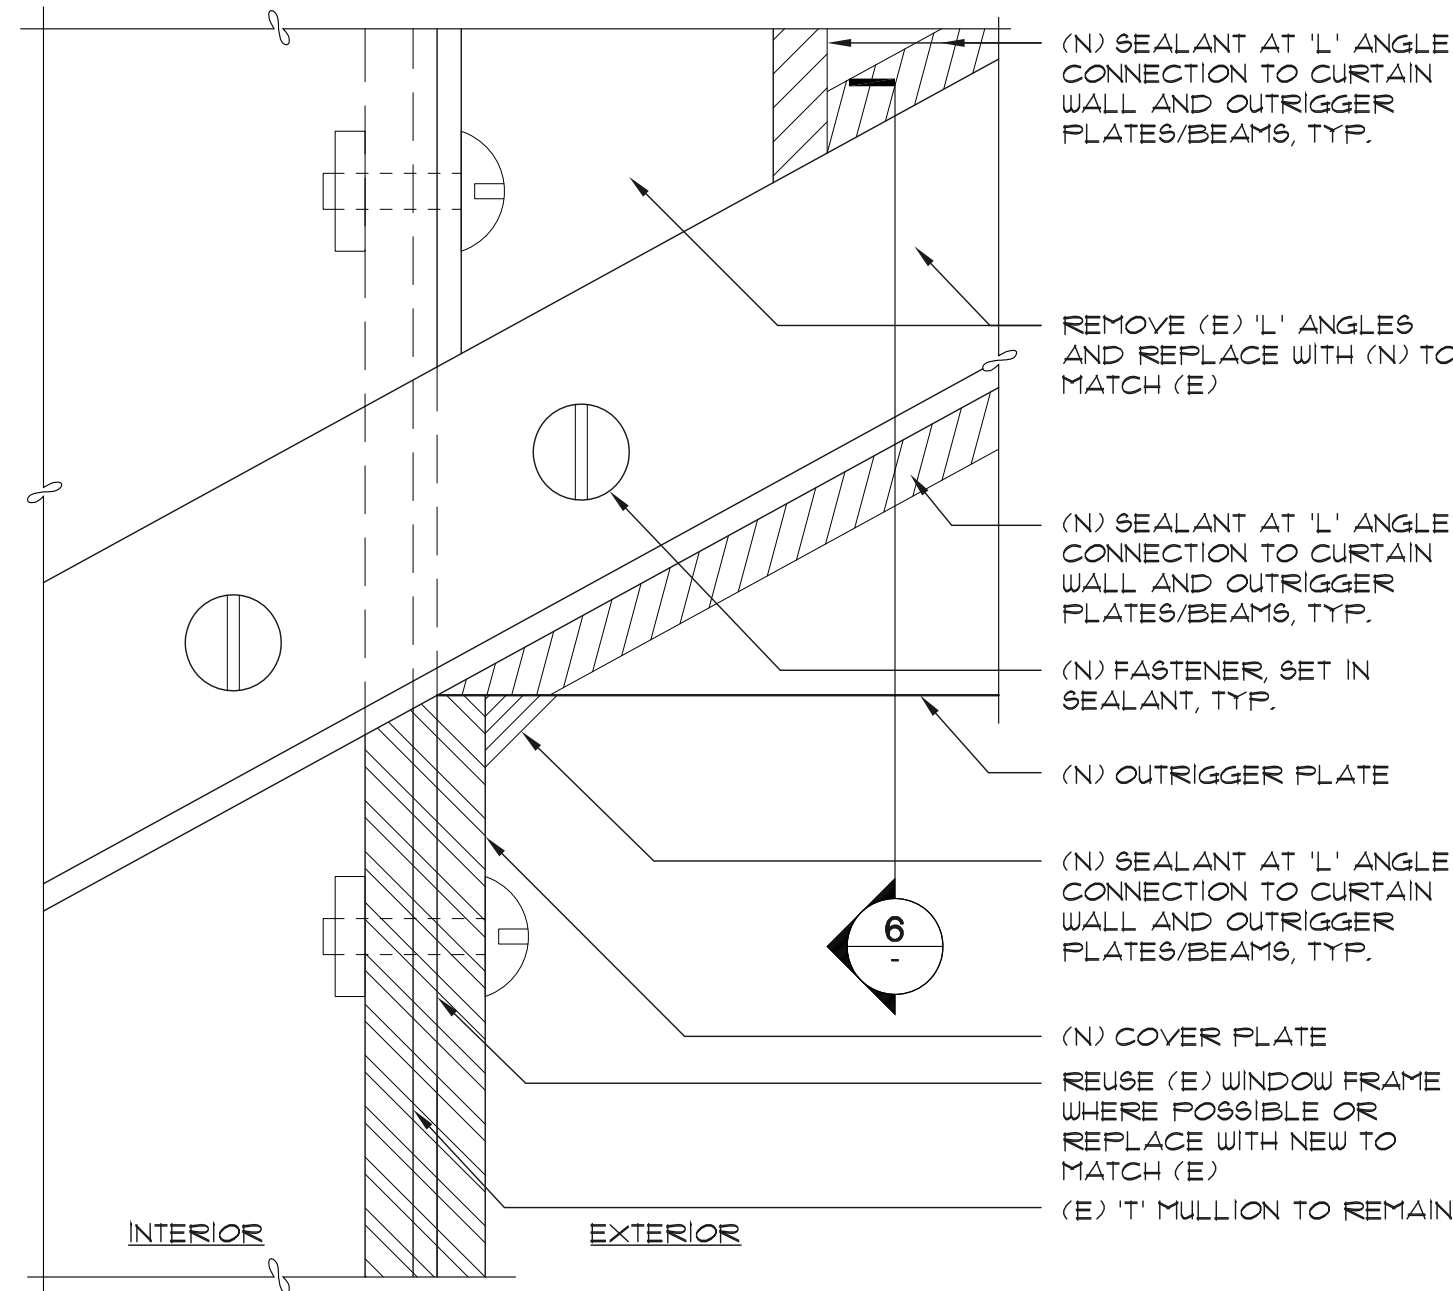 (N) SEALANT AT 'L' ANGLE
CONNECTION TO CURTAIN
WALL AND OUTRIGGER
PLATES/BEAMS, TYP.
REMOVE (E) 'L' ANGLES
AND REPLACE WITH (N) TO
MATCH (E)
(N) SEALANT AT 'L' ANGLE
CONNECTION TO CURTAIN
WALL AND OUTRIGGER
PLATES/BEAMS, TYP.
(N) FASTENER, SET IN
SEALANT, TYP.
(N) OUTRIGGER PLATE
(N) SEALANT AT 'L' ANGLE
CONNECTION TO CURTAIN
WALL AND OUTRIGGER
PLATES/BEAMS, TYP.
6
-
(N) COVER PLATE
REUSE (E) WINDOW FRAME
WHERE POSSIBLE OR
REPLACE WITH NEW TO
MATCH (E)
(E) 'T' MULLION TO REMAIN
INTERIOR
EXTERIOR